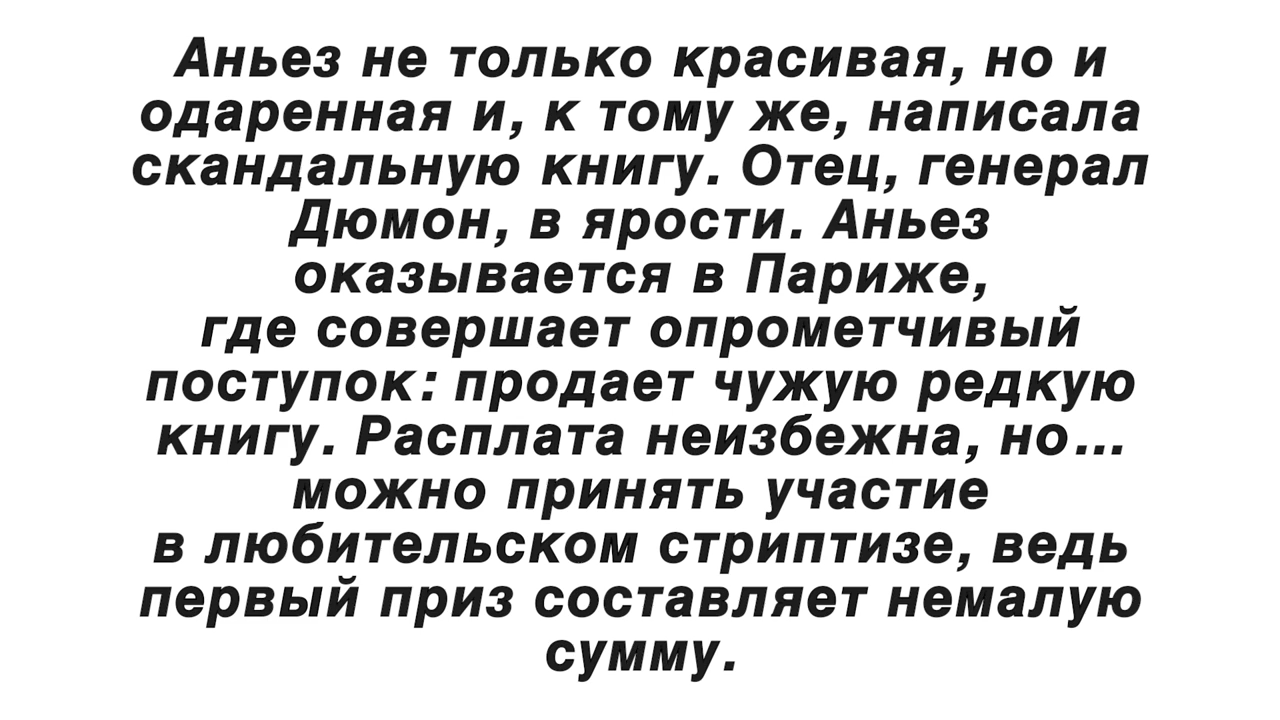 Аньез не только красивая, но и
одаренная и, к тому же, написала
скандальную книгу. Отец, генерал
Дюмон, в ярости. Аньез
оказывается в Париже,
где совершает опрометчивый
поступок: продает чужую редкую
книгу. Расплата неизбежна, но...
можно принять участие
в любительском стриптизе, ведь
первый приз составляет немалую
сумму.